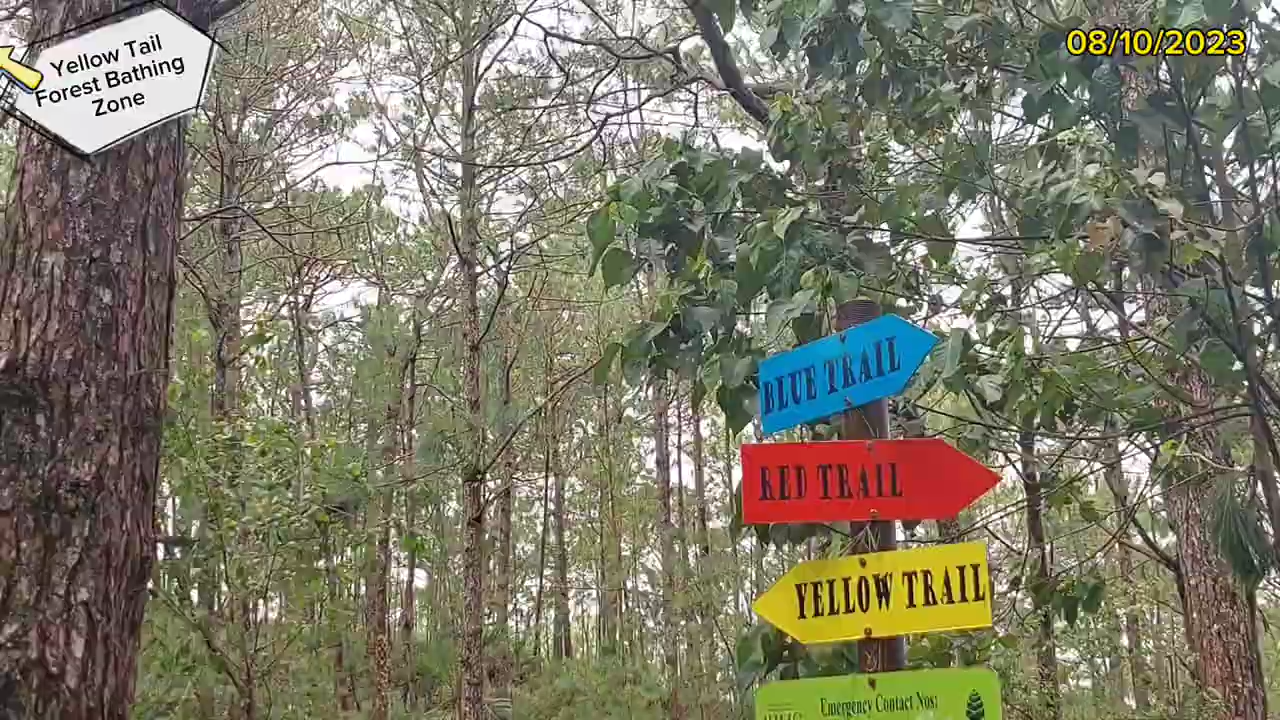 Yellow Tail
Forest Bathing
Zone
08/10/2023
BLUE TRAIL
RED TRAIL
YELLOW TRAIL
Emergency Contact Nos: